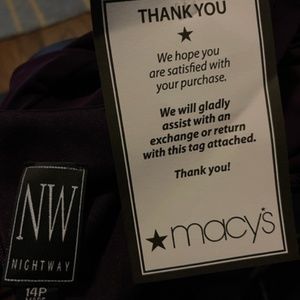 THANK YOU
★
We hope you
are satisfied with
your purchase.
We will gladly
assist with an
exchange or return
with this tag attached.
Thank you!
★macy's
NW
NIGHTWAY
14P